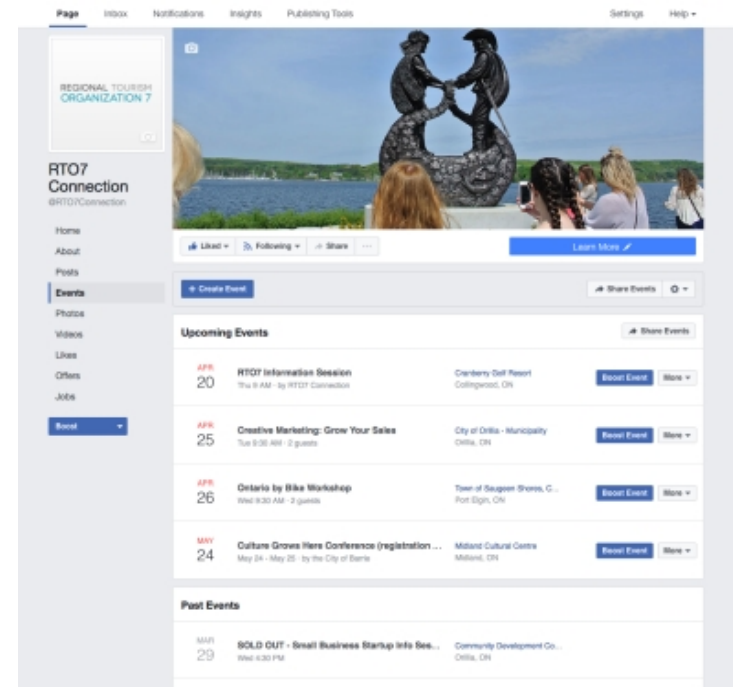 Page Inbox Notifications Insights Publishing Tools Settings Help
REGIONAL TOURISM
ORGANIZATION 7
RTO7
Connection
@RTO7Connection
Home
About
Posts
Events
Photos
Videos
Likes
Offers
Jobs
Boost
Liked Following Share ...
Learn More
+ Create Event
Share Events
Upcoming Events
Share Events
APR
20
RTO7 Information Session
Thu 9 AM · by RTO7 Connection
Cranberry Golf Resort
Collingwood, ON
Boost Event More
APR
25
Creative Marketing: Grow Your Sales
Tue 9:30 AM · 2 guests
City of Orillia - Municipality
Orillia, ON
Boost Event More
APR
26
Ontario by Bike Workshop
Wed 9:30 AM · 2 guests
Town of Saugeen Shores, C...
Port Elgin, ON
Boost Event More
MAY
24
Culture Grows Here Conference (registration ...
May 24 - May 25 · by the City of Barrie
Midland Cultural Centre
Midland, ON
Boost Event More
Past Events
MAR
29
SOLD OUT - Small Business Startup Info Ses...
Wed 4:30 PM
Community Development Co...
Orillia, ON